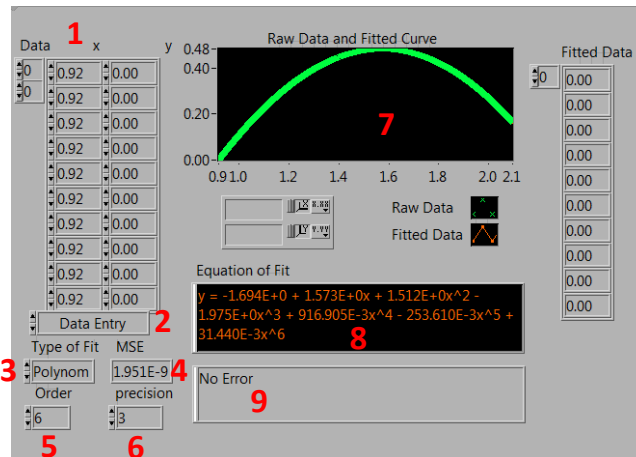 1
Data x y
0 0.92 0.00
0 0.92 0.00
0.92 0.00
0.92 0.00
0.92 0.00
0.92 0.00
0.92 0.00
0.92 0.00
0.92 0.00
0.92 0.00
Data Entry 2
Type of Fit MSE
3 Polynom 1.951E-9 4
Order precision
6 3
5 6
Raw Data and Fitted Curve
0.48
0.40
0.20
0.00
7
0.9 1.0 1.2 1.4 1.6 1.8 2.0 2.1
X
Y
Raw Data
Fitted Data
Equation of Fit
y = -1.694E+0 + 1.573E+0x + 1.512E+0x^2 -
1.975E+0x^3 + 916.905E-3x^4 - 253.610E-3x^5 +
31.440E-3x^6
8
No Error
9
Fitted Data
0 0.00
0.00
0.00
0.00
0.00
0.00
0.00
0.00
0.00
0.00